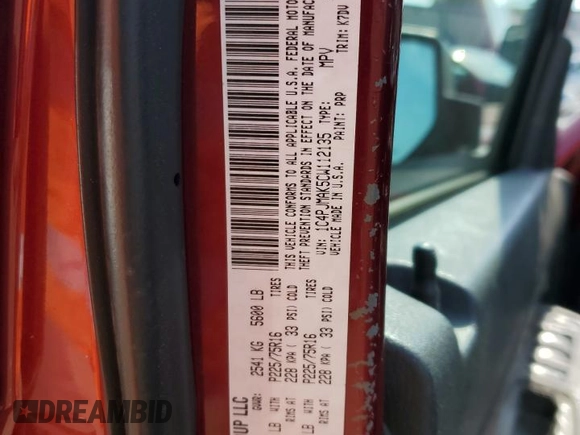 UP LLC
GVWR: 2541 KG 5600 LB
LB WITH P225/75R16 TIRES
RIMS AT 228 KPA ( 33 PSI) COLD
LB WITH P225/75R16 TIRES
RIMS AT 228 KPA ( 33 PSI) COLD
THIS VEHICLE CONFORMS TO ALL APPLICABLE U.S.A. FEDERAL MOTOR
THEFT PREVENTION STANDARDS IN EFFECT ON THE DATE OF MANUFAC
VIN: 1C4PJMAK5CW112135 TYPE: MPV
VEHICLE MADE IN U.S.A. PAINT: PRP TRIM: K7DV
DREAMBID